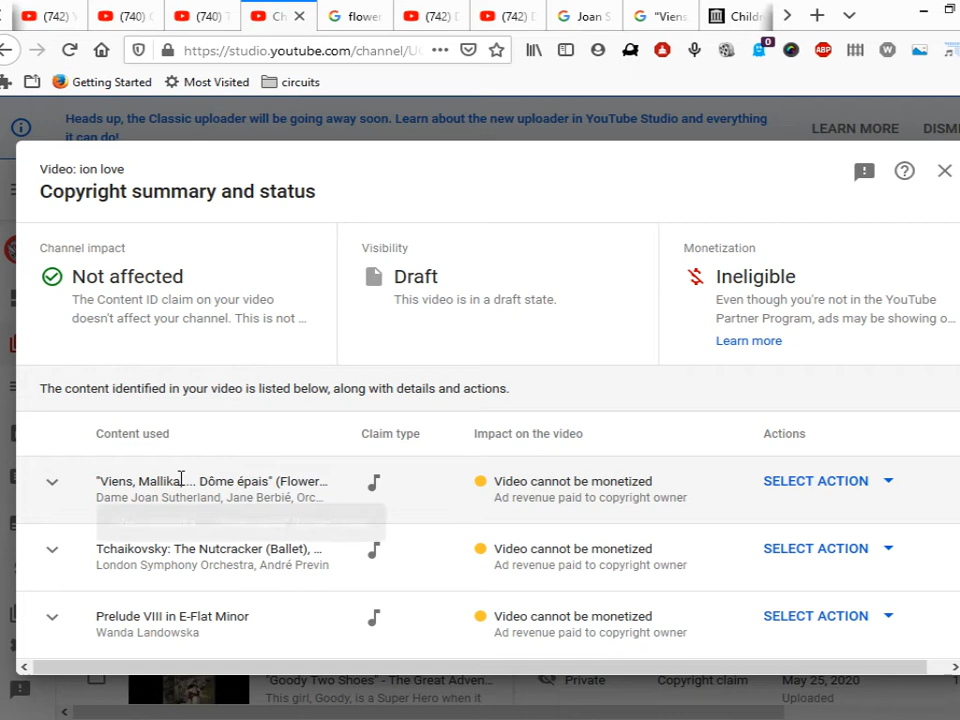 (742) Y
(740) C
(740) T
Ch
flower
(742) D
(742) D
Joan S
"Viens
Childr
https://studio.youtube.com/channel/U
0
ABP
W
Getting Started
Most Visited
circuits
Heads up, the Classic uploader will be going away soon. Learn about the new uploader in YouTube Studio and everything
it can do!
LEARN MORE
DISM
Video: ion love
Copyright summary and status
Channel impact
Not affected
The Content ID claim on your video
doesn't affect your channel. This is not ...
Visibility
Draft
This video is in a draft state.
Monetization
Ineligible
Even though you're not in the YouTube
Partner Program, ads may be showing o...
Learn more
The content identified in your video is listed below, along with details and actions.
Content used
Claim type
Impact on the video
Actions
"Viens, Mallika.... Dôme épais" (Flower...
Dame Joan Sutherland, Jane Berbié, Orc...
Video cannot be monetized
Ad revenue paid to copyright owner
SELECT ACTION
Tchaikovsky: The Nutcracker (Ballet), ...
London Symphony Orchestra, André Previn
Video cannot be monetized
Ad revenue paid to copyright owner
SELECT ACTION
Prelude VIII in E-Flat Minor
Wanda Landowska
Video cannot be monetized
Ad revenue paid to copyright owner
SELECT ACTION
"Goody Two Shoes" - The Great Adven...
This girl, Goody, is a Super Hero when it
Private
Copyright claim
May 25, 2020
Uploaded